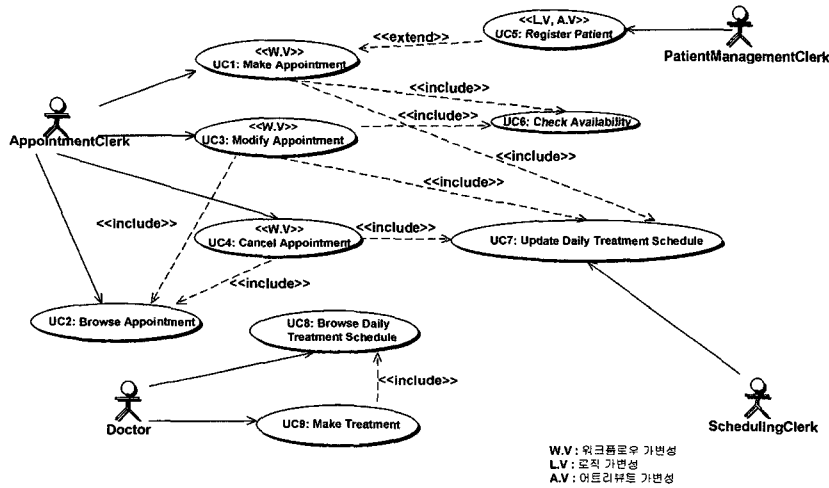 <<L.V, A.V>>
UC5: Register Patient
PatientManagementClerk
<<extend>>
<<W.V>>
UC1: Make Appointment
<<include>>
<<include>>
UC6: Check Availability
AppointmentClerk
<<W.V>>
UC3: Modify Appointment
<<include>>
<<include>>
<<include>>
<<W.V>>
UC4: Cancel Appointment
<<include>>
UC7: Update Daily Treatment Schedule
<<include>>
UC2: Browse Appointment
UC8: Browse Daily
Treatment Schedule
<<include>>
Doctor
UC9: Make Treatment
SchedulingClerk
W.V : 워크플로우 가변성
L.V : 로직 가변성
A.V : 어트리뷰트 가변성